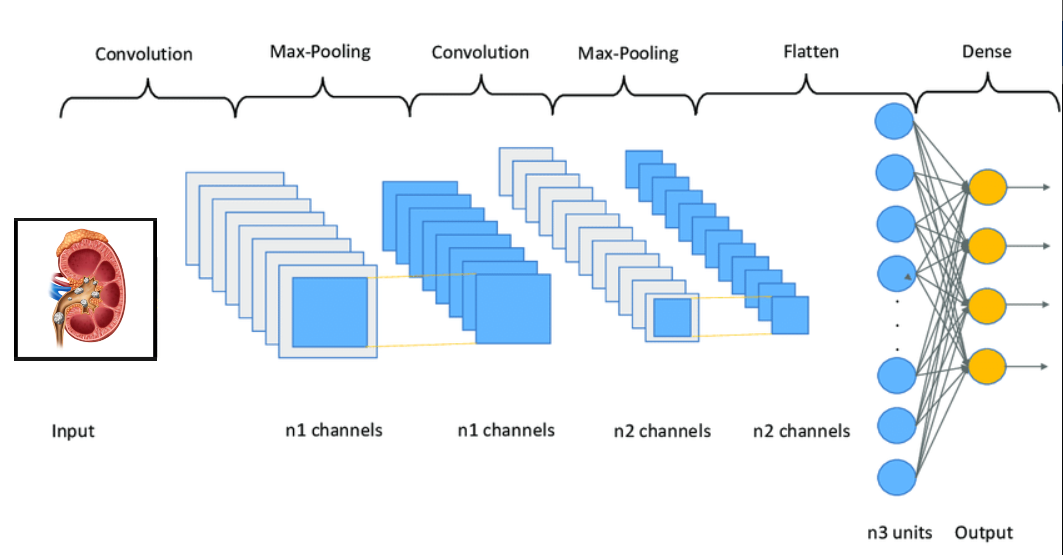 Convolution
Max-Pooling
Convolution
Max-Pooling
Flatten
Dense
Input
n1 channels
n1 channels
n2 channels
n2 channels
n3 units
Output